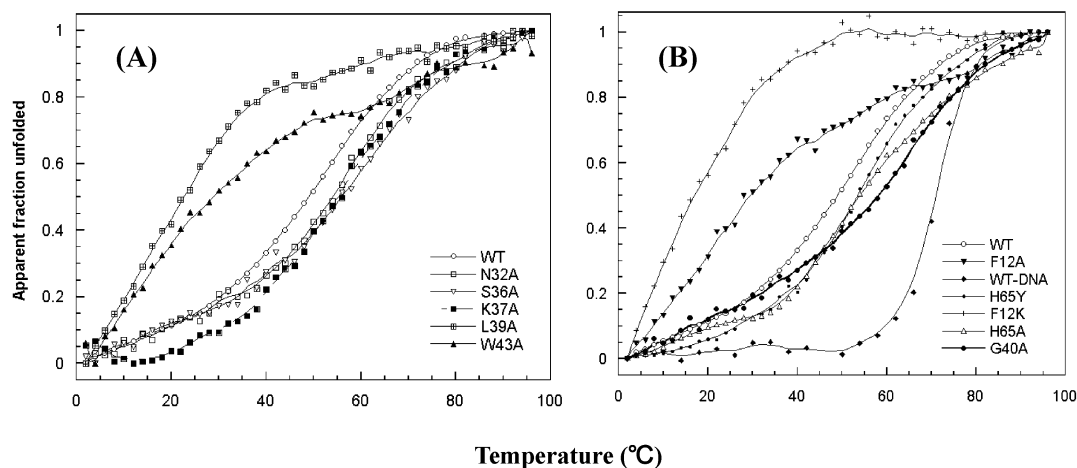 (A)
Apparent fraction unfolded
1
0.8
0.6
0.4
0.2
0
0 20 40 60 80 100
WT
N32A
S36A
K37A
L39A
W43A
(B)
1
0.8
0.6
0.4
0.2
0
0 20 40 60 80 100
WT
F12A
WT-DNA
H65Y
F12K
H65A
G40A
Temperature (℃)